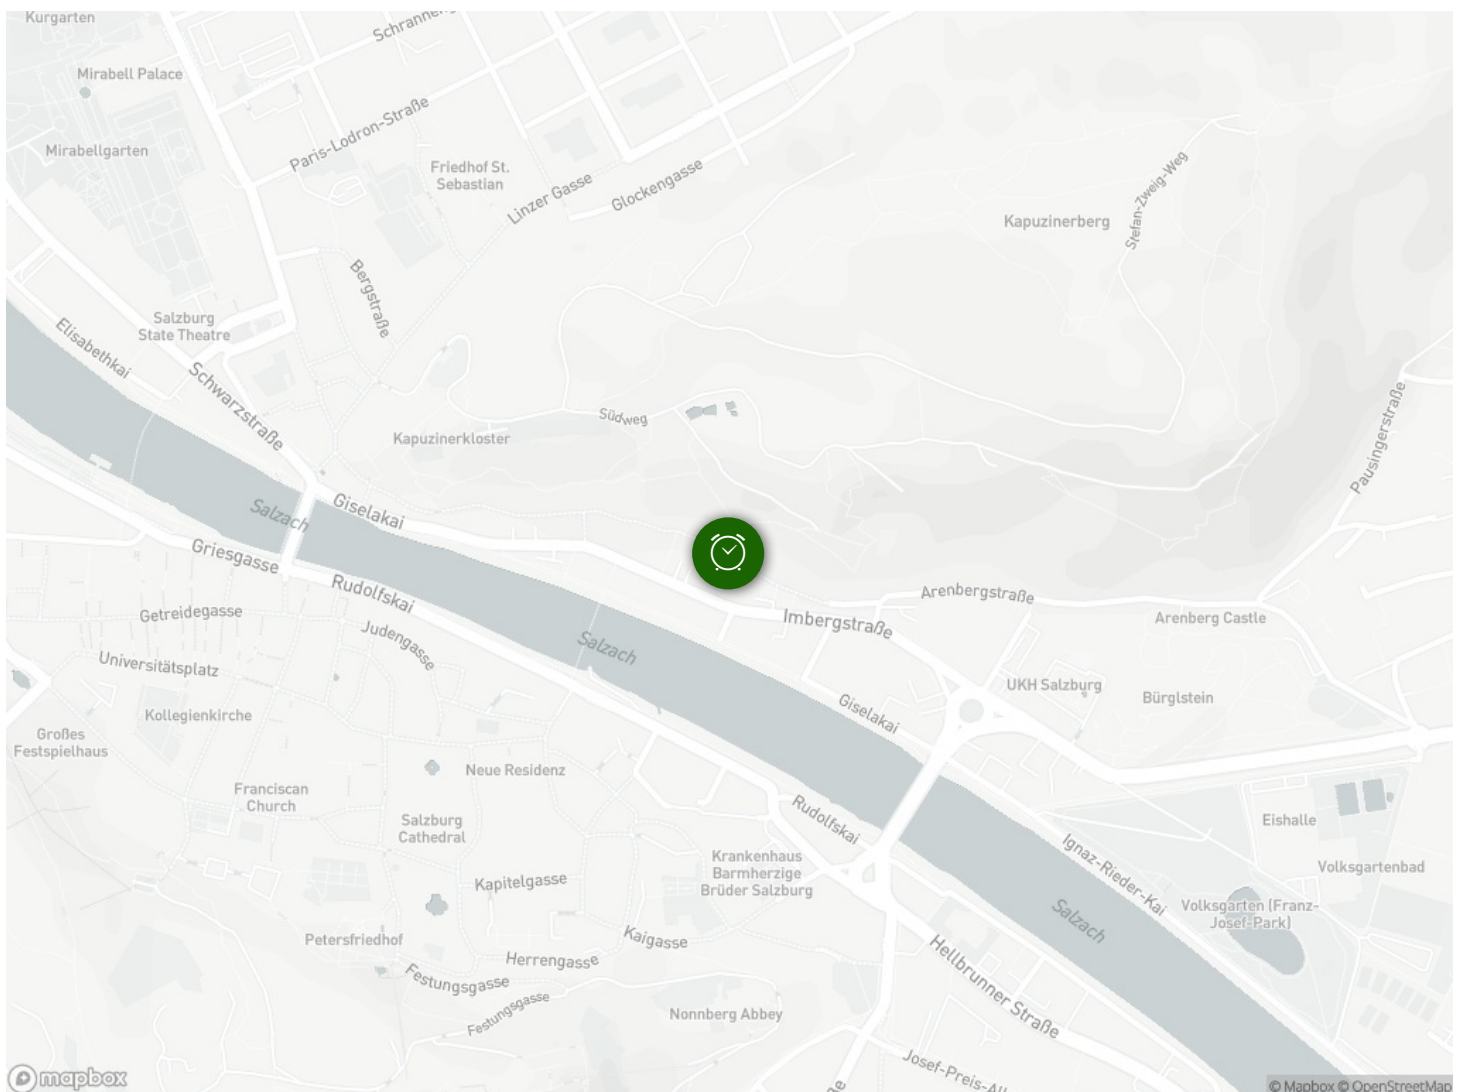 Kurgarten
Mirabell Palace
Mirabellgarten
Paris-Lodron-Straße
Friedhof St.
Sebastian
Linzer Gasse
Glockengasse
Kapuzinerberg
Stefan-Zweig-Weg
Bergstraße
Salzburg
State Theatre
Elisabethkai
Schwarzstraße
Kapuzinerkloster
Südweg
Pausingerstraße
Salzach
Giselakai
Griesgasse
Rudolfskai
Getreidegasse
Judengasse
Universitätsplatz
Salzach
Imbergstraße
Arenbergstraße
Arenberg Castle
Kollegienkirche
Großes
Festspielhaus
UKH Salzburg
Bürglstein
Giselakai
Neue Residenz
Franciscan
Church
Salzburg
Cathedral
Rudolfskai
Eishalle
Ignaz-Rieder-Kai
Volksgartenbad
Krankenhaus
Barmherzige
Brüder Salzburg
Kapitelgasse
Volksgarten (Franz-
Josef-Park)
Salzach
Petersfriedhof
Kaigasse
Herrengasse
Festungsgasse
Festungsgasse
Nonnberg Abbey
Hellbrunner Straße
mapbox
© Mapbox © OpenStreetMap